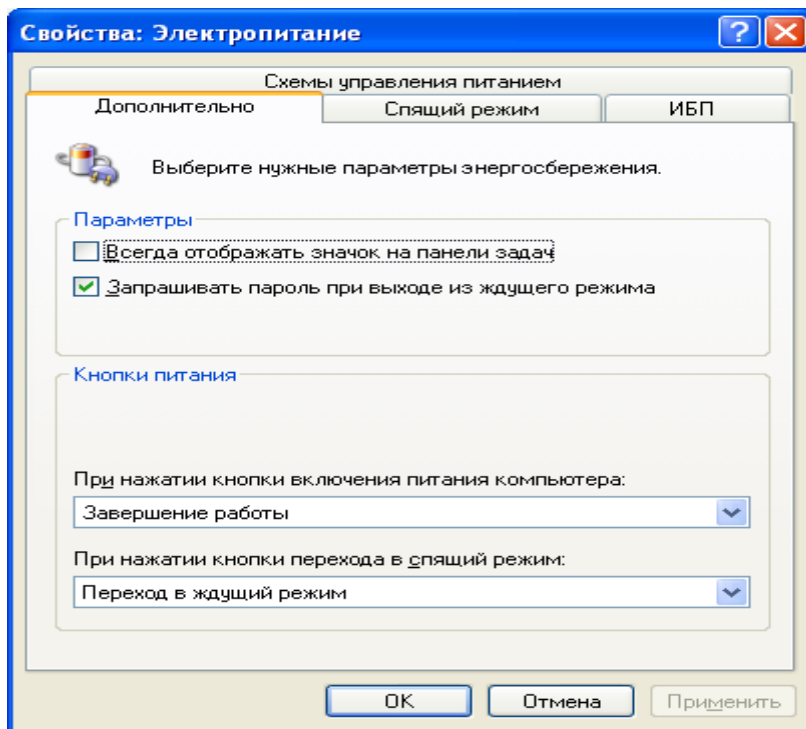 Свойства: Электропитание
Схемы управления питанием
Дополнительно Спящий режим ИБП
Выберите нужные параметры энергосбережения.
Параметры
Всегда отображать значок на панели задач
Запрашивать пароль при выходе из ждущего режима
Кнопки питания
При нажатии кнопки включения питания компьютера:
Завершение работы
При нажатии кнопки перехода в спящий режим:
Переход в ждущий режим
OK Отмена Применить